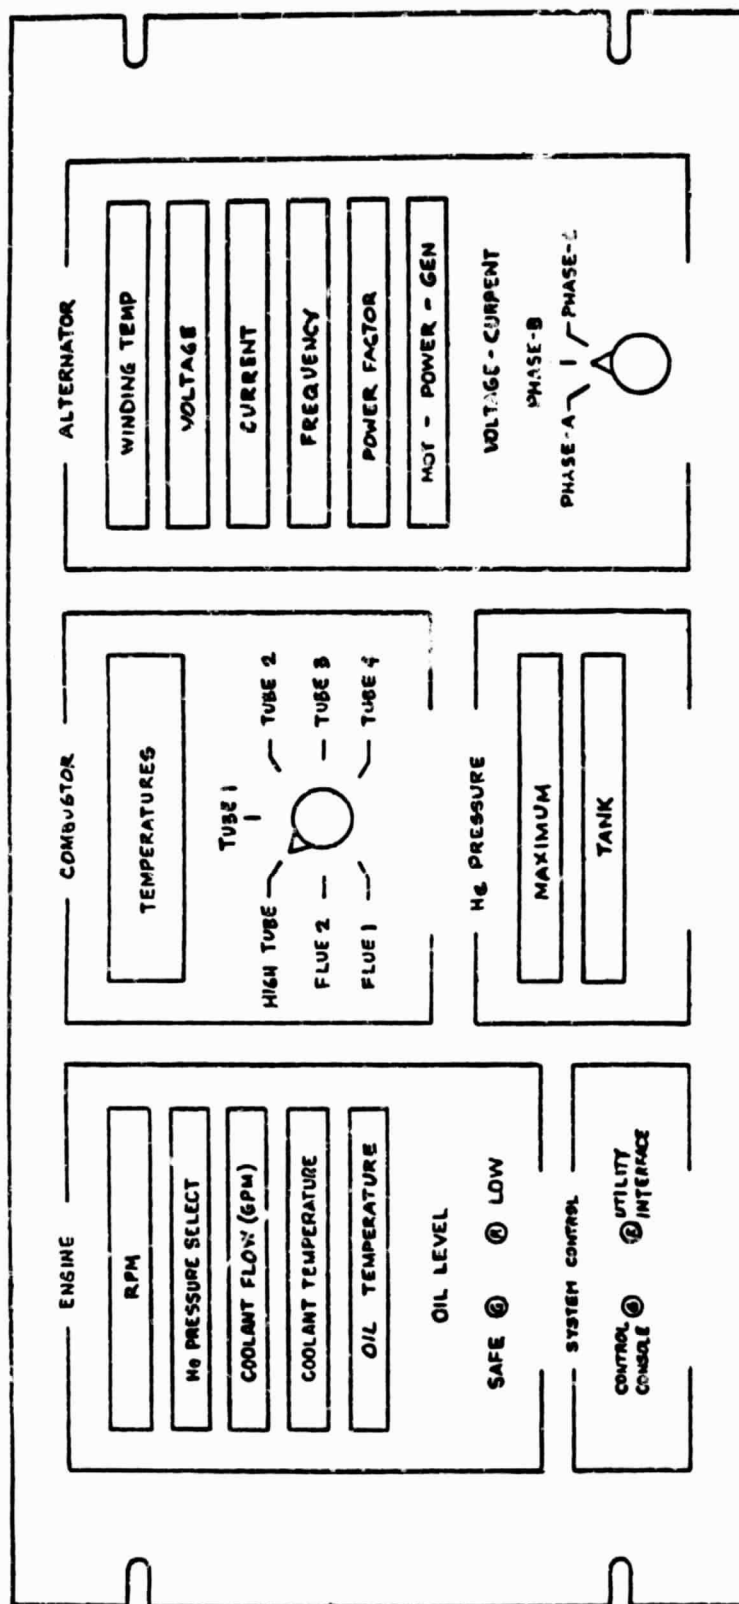 ENGINE
RPM
He PRESSURE SELECT
COOLANT FLOW (GPM)
COOLANT TEMPERATURE
OIL TEMPERATURE
OIL LEVEL
SAFE G R LOW
SYSTEM CONTROL
CONTROL
CONSOLE
UTILITY
INTERFACE
COMBUSTOR
TEMPERATURES
TUBE 1
HIGH TUBE
TUBE 2
FLUE 2
TUBE 3
FLUE 1
TUBE 4
He PRESSURE
MAXIMUM
TANK
ALTERNATOR
WINDING TEMP
VOLTAGE
CURRENT
FREQUENCY
POWER FACTOR
MOT - POWER - GEN
VOLTAGE - CURRENT
PHASE-B
PHASE-A
PHASE-C